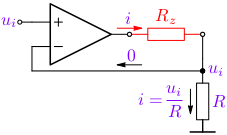 i R_z
u_i + −
0
u_i
i = u_i/R R